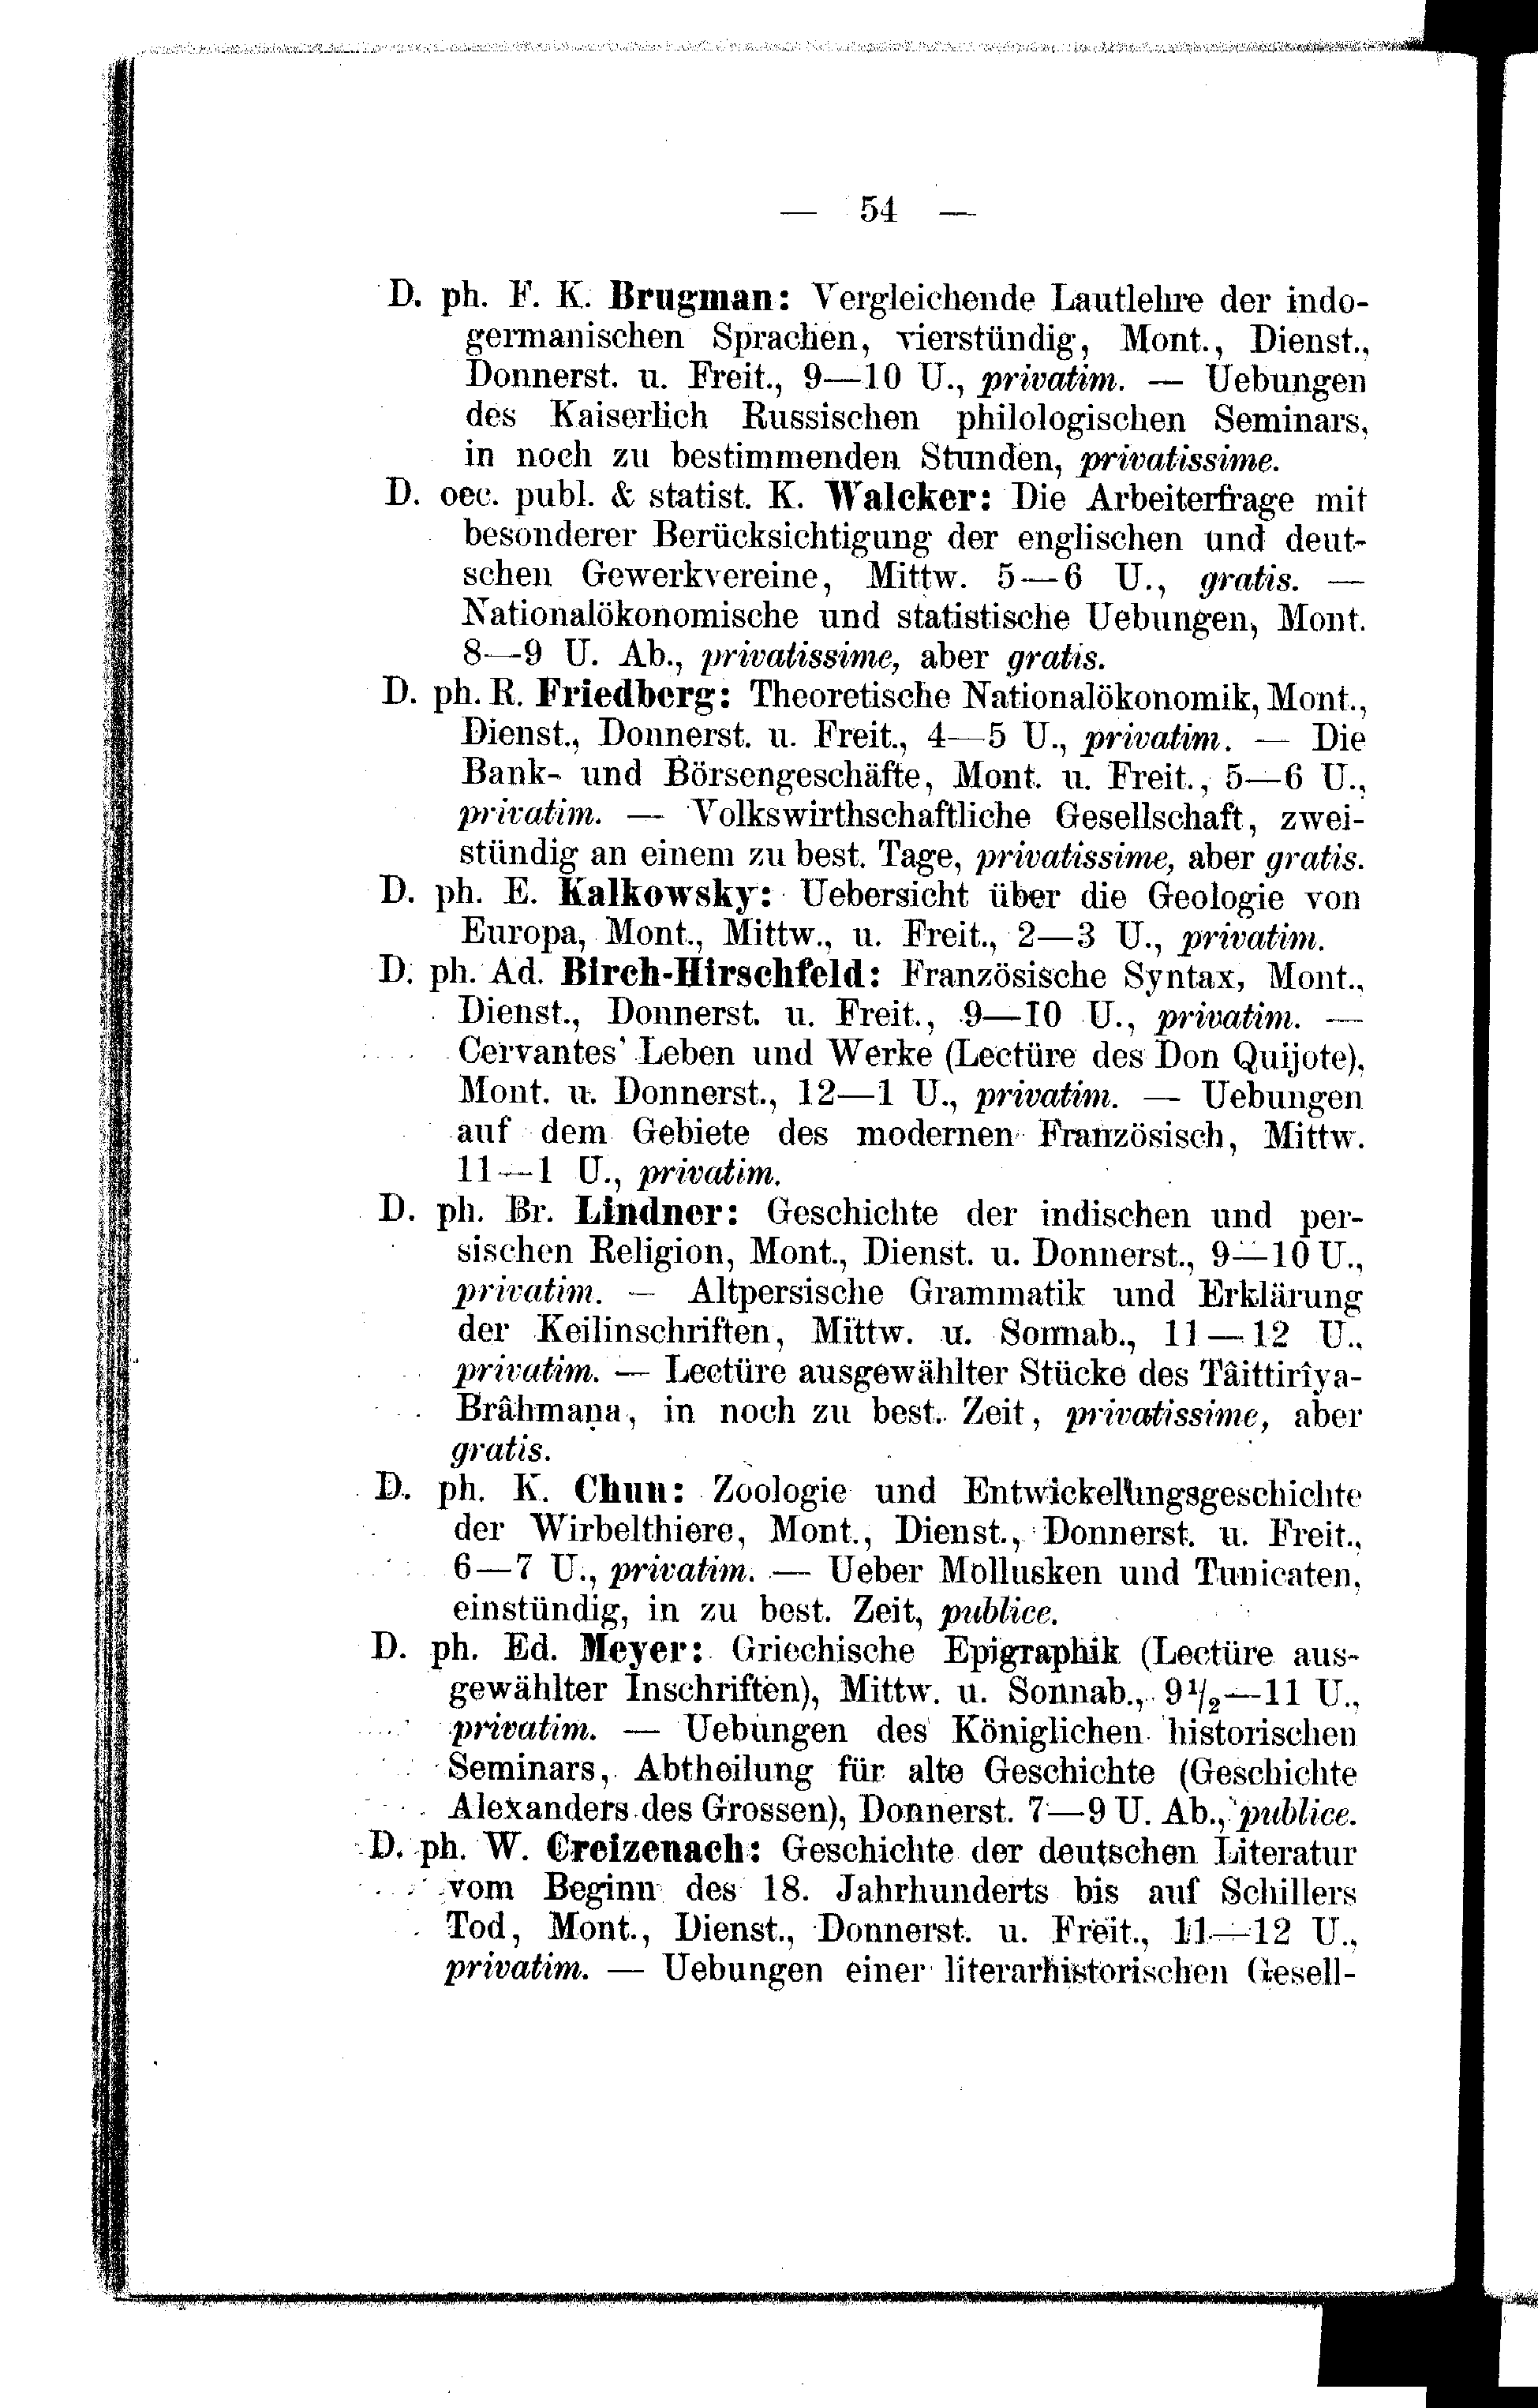 — 54 —
D. ph. F. K. Brugman: Vergleichende Lautlehre der indo-
germanischen Sprachen, vierstündig, Mont., Dienst.,
Donnerst. u. Freit., 9—10 U., privatim. — Uebungen
des Kaiserlich Russischen philologischen Seminars,
in noch zu bestimmenden Stunden, privatissime.
D. oec. publ. & statist. K. Walcker: Die Arbeiterfrage mit
besonderer Berücksichtigung der englischen und deut-
schen Gewerkvereine, Mittw. 5—6 U., gratis. —
Nationalökonomische und statistische Uebungen, Mont.
8—9 U. Ab., privatissime, aber gratis.
D. ph. R. Friedberg: Theoretische Nationalökonomik, Mont.,
Dienst., Donnerst. u. Freit., 4—5 U., privatim. — Die
Bank- und Börsengeschäfte, Mont. u. Freit., 5—6 U.,
privatim. — Volkswirthschaftliche Gesellschaft, zwei-
stündig an einem zu best. Tage, privatissime, aber gratis.
D. ph. E. Kalkowsky: Uebersicht über die Geologie von
Europa, Mont., Mittw., u. Freit., 2—3 U., privatim.
D. ph. Ad. Birch-Hirschfeld: Französische Syntax, Mont.,
Dienst., Donnerst. u. Freit., 9—10 U., privatim. —
Cervantes' Leben und Werke (Lectüre des Don Quijote),
Mont. u. Donnerst., 12—1 U., privatim. — Uebungen
auf dem Gebiete des modernen Französisch, Mittw.
11—1 U., privatim.
D. ph. Br. Lindner: Geschichte der indischen und per-
sischen Religion, Mont., Dienst. u. Donnerst., 9—10 U.,
privatim. — Altpersische Grammatik und Erklärung
der Keilinschriften, Mittw. u. Sonnab., 11—12 U.,
privatim. — Lectüre ausgewählter Stücke des Tâittirîya-
Brâhmaṇa, in noch zu best. Zeit, privatissime, aber
gratis.
D. ph. K. Chun: Zoologie und Entwickellungsgeschichte
der Wirbelthiere, Mont., Dienst., Donnerst. u. Freit.,
6—7 U., privatim. — Ueber Mollusken und Tunicaten,
einstündig, in zu best. Zeit, publice.
D. ph. Ed. Meyer: Griechische Epigraphik (Lectüre aus-
gewählter Inschriften), Mittw. u. Sonnab., 9½—11 U.,
privatim. — Uebungen des Königlichen historischen
Seminars, Abtheilung für alte Geschichte (Geschichte
Alexanders des Grossen), Donnerst. 7—9 U. Ab., publice.
D. ph. W. Creizenach: Geschichte der deutschen Literatur
vom Beginn des 18. Jahrhunderts bis auf Schillers
Tod, Mont., Dienst., Donnerst. u. Freit., 11—12 U.,
privatim. — Uebungen einer literarhistorischen Gesell-